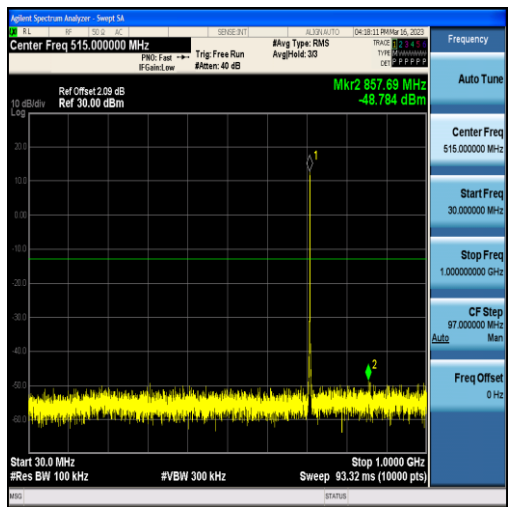 Agilent Spectrum Analyzer - Swept SA
RL RF 50 Ω AC SENSE:INT ALIGNAUTO 04:18:11 PM Mar 16, 2023
Center Freq 515.000000 MHz
PNO: Fast
IFGain:Low
Trig: Free Run
#Atten: 40 dB
#Avg Type: RMS
Avg|Hold: 3/3
TRACE 1 2 3 4 5 6
TYPE
DET P P P P P P
Ref Offset 2.09 dB
10 dB/div Ref 30.00 dBm
Log
Mkr2 857.69 MHz
-48.784 dBm
20.0
10.0
0.00
-10.0
-20.0
-30.0
-40.0
-50.0
-60.0
1
2
Start 30.0 MHz
Stop 1.0000 GHz
#Res BW 100 kHz
#VBW 300 kHz
Sweep 93.32 ms (10000 pts)
MSG
STATUS
Frequency
Auto Tune
Center Freq
515.000000 MHz
Start Freq
30.000000 MHz
Stop Freq
1.000000000 GHz
CF Step
97.000000 MHz
Auto Man
Freq Offset
0 Hz